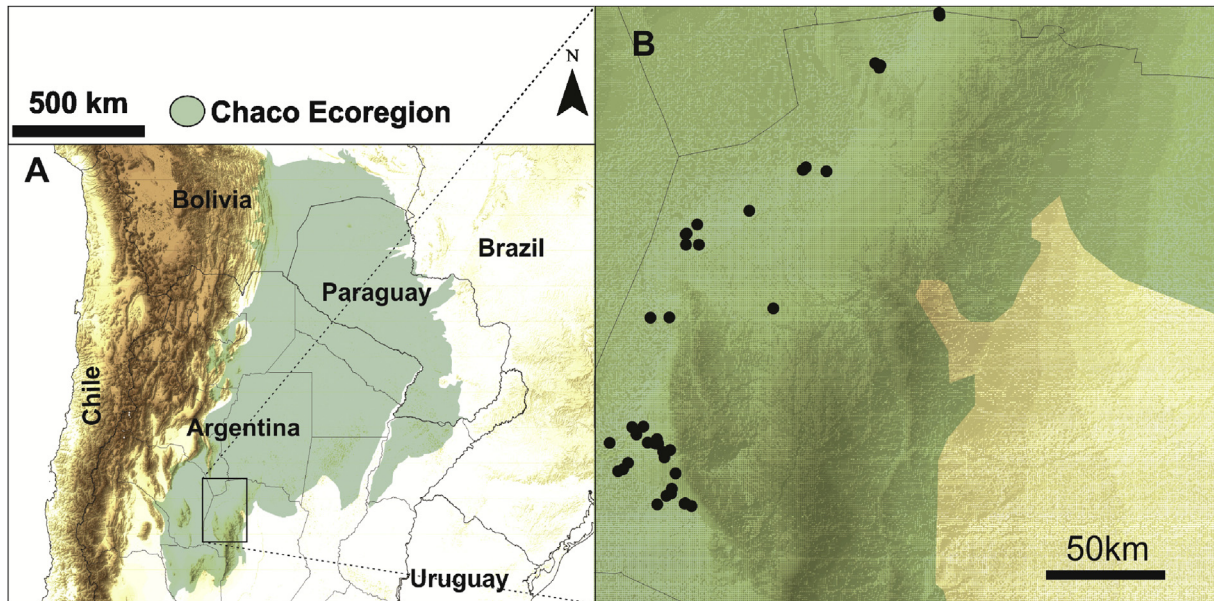 500 km
Chaco Ecoregion
N
A
Bolivia
Brazil
Paraguay
Chile
Argentina
Uruguay
B
50km